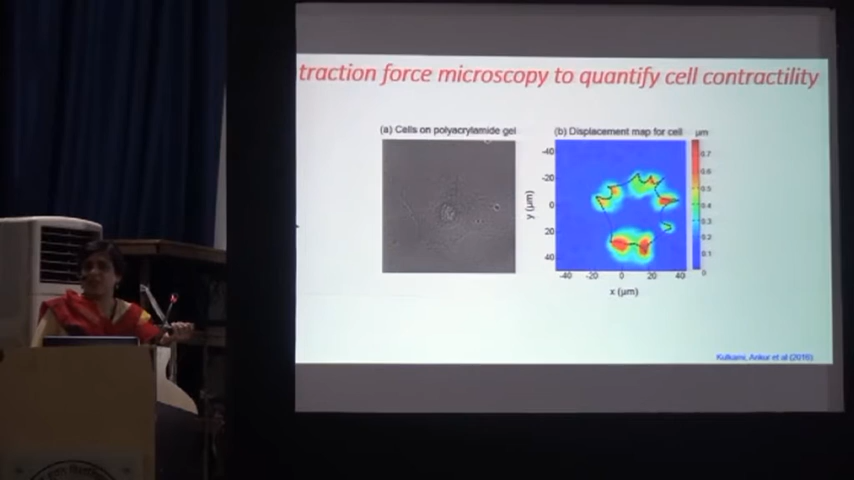 traction force microscopy to quantify cell contractility
(a) Cells on polyacrylamide gel
(b) Displacement map for cell
µm
0.7
0.6
0.5
0.4
0.3
0.2
0.1
0
-40
-20
0
20
40
y (µm)
-40 -20 0 20 40
x (µm)
Kulkarni, Ankur et al (2016)